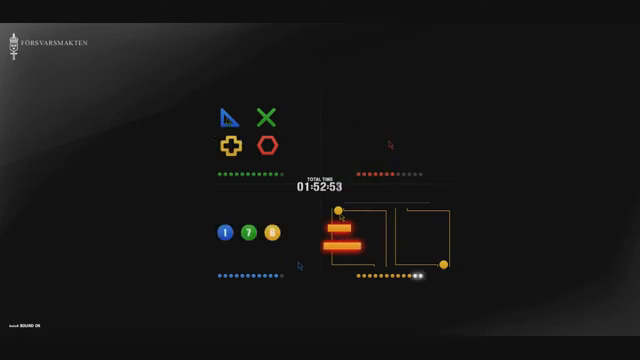 FÖRSVARSMAKTEN
TOTAL TIME
01:52:53
1 7 8
SOUND ON